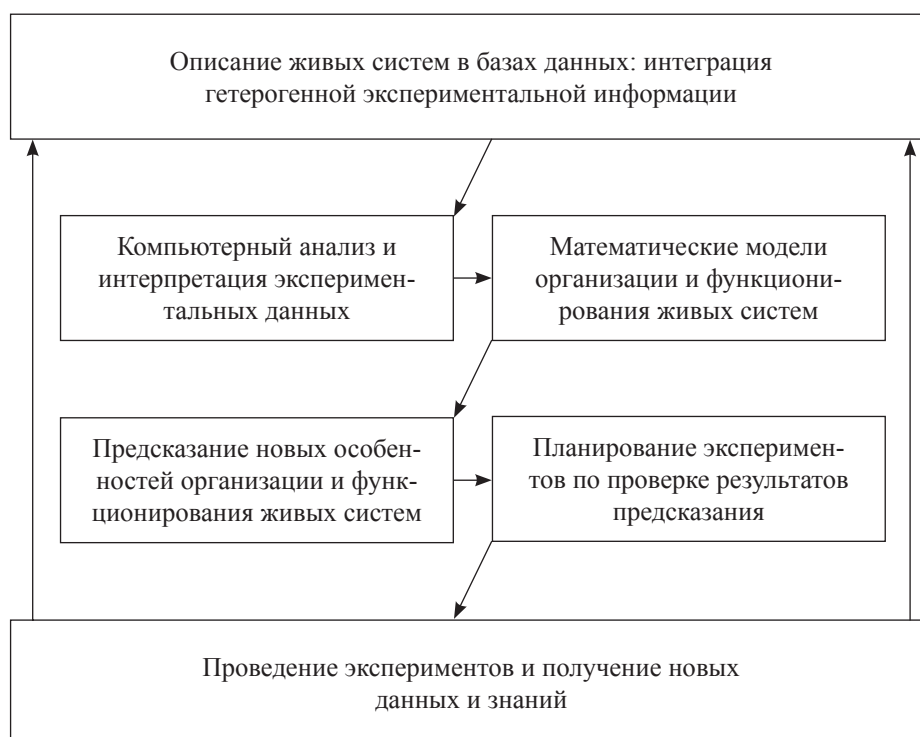 Описание живых систем в базах данных: интеграция
гетерогенной экспериментальной информации
Компьютерный анализ и
интерпретация эксперимен-
тальных данных
Математические модели
организации и функциони-
рования живых систем
Предсказание новых особен-
ностей организации и функ-
ционирования живых систем
Планирование эксперимен-
тов по проверке результатов
предсказания
Проведение экспериментов и получение новых
данных и знаний